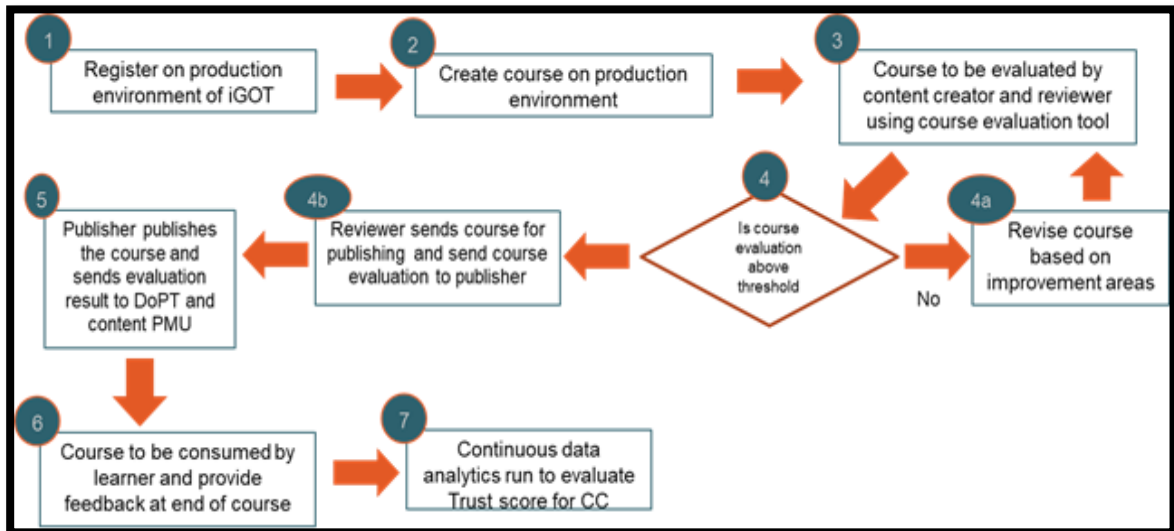 1
Register on production
environment of iGOT
2
Create course on production
environment
3
Course to be evaluated by
content creator and reviewer
using course evaluation tool
4
Is course
evaluation
above
threshold
No
4a
Revise course
based on
improvement areas
4b
Reviewer sends course for
publishing and send course
evaluation to publisher
5
Publisher publishes
the course and
sends evaluation
result to DoPT and
content PMU
6
Course to be consumed by
learner and provide
feedback at end of course
7
Continuous data
analytics run to evaluate
Trust score for CC